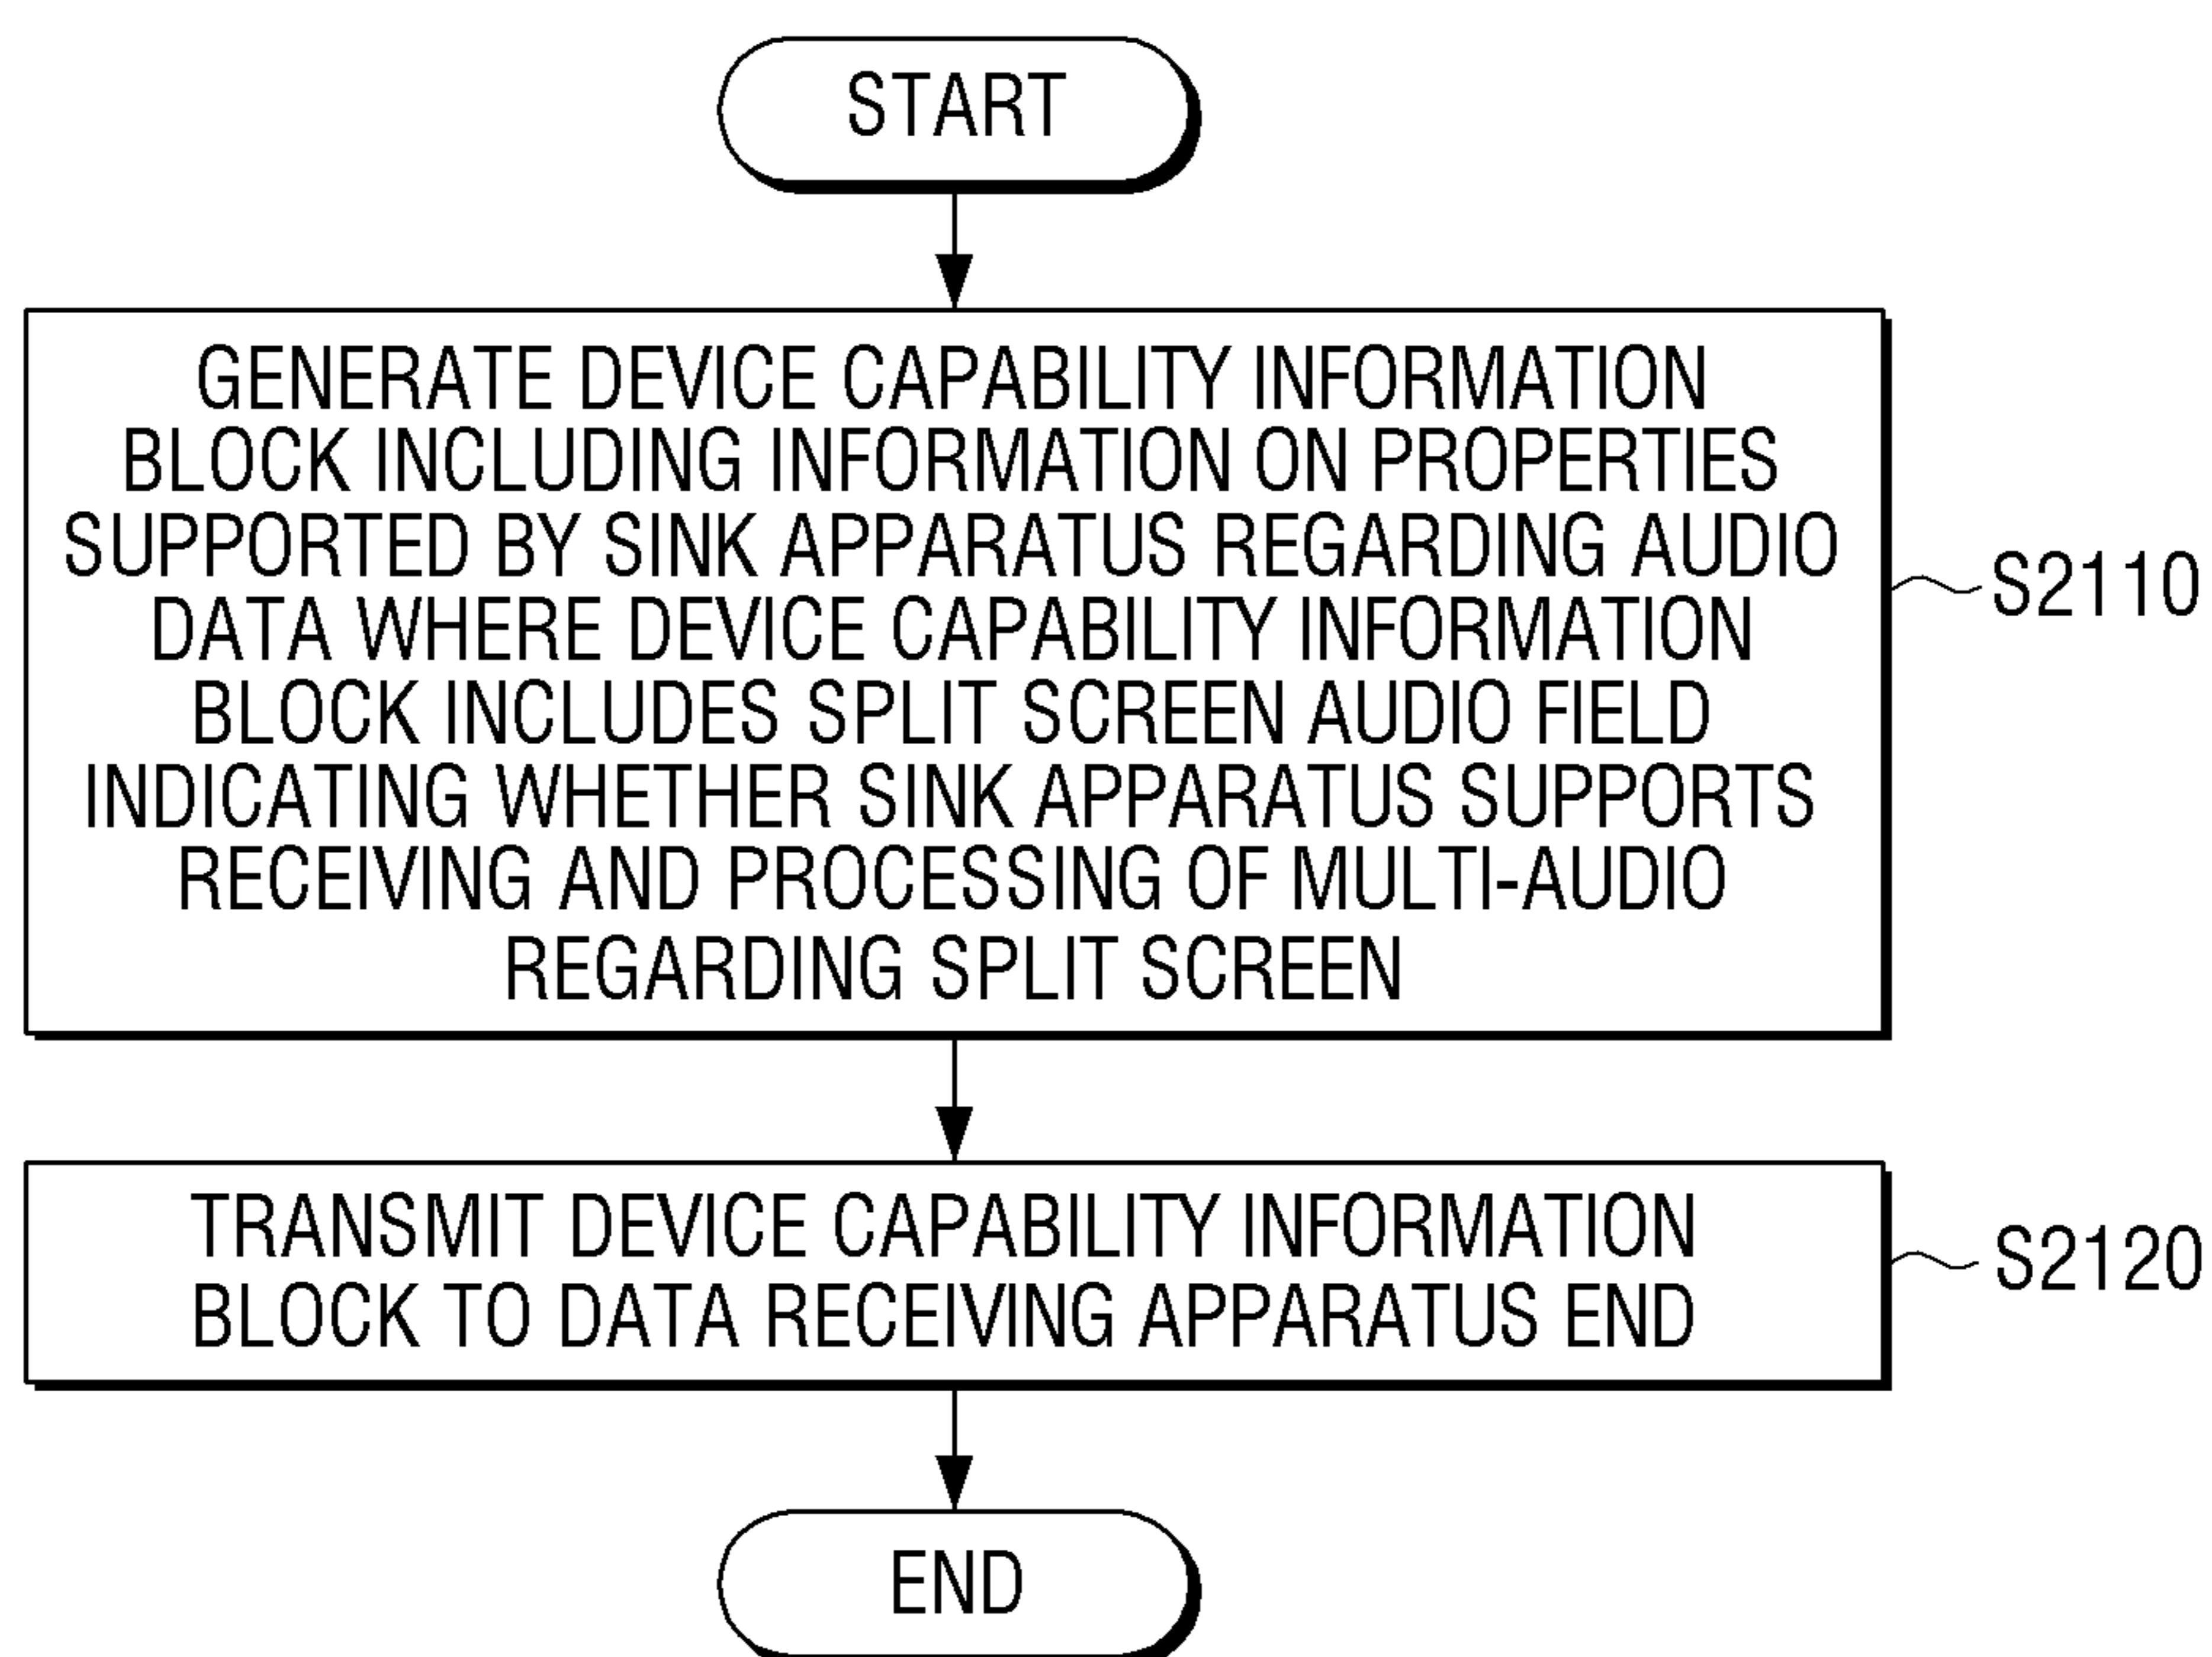 START
GENERATE DEVICE CAPABILITY INFORMATION
BLOCK INCLUDING INFORMATION ON PROPERTIES
SUPPORTED BY SINK APPARATUS REGARDING AUDIO
DATA WHERE DEVICE CAPABILITY INFORMATION
BLOCK INCLUDES SPLIT SCREEN AUDIO FIELD
INDICATING WHETHER SINK APPARATUS SUPPORTS
RECEIVING AND PROCESSING OF MULTI-AUDIO
REGARDING SPLIT SCREEN
S2110
TRANSMIT DEVICE CAPABILITY INFORMATION
BLOCK TO DATA RECEIVING APPARATUS END
S2120
END